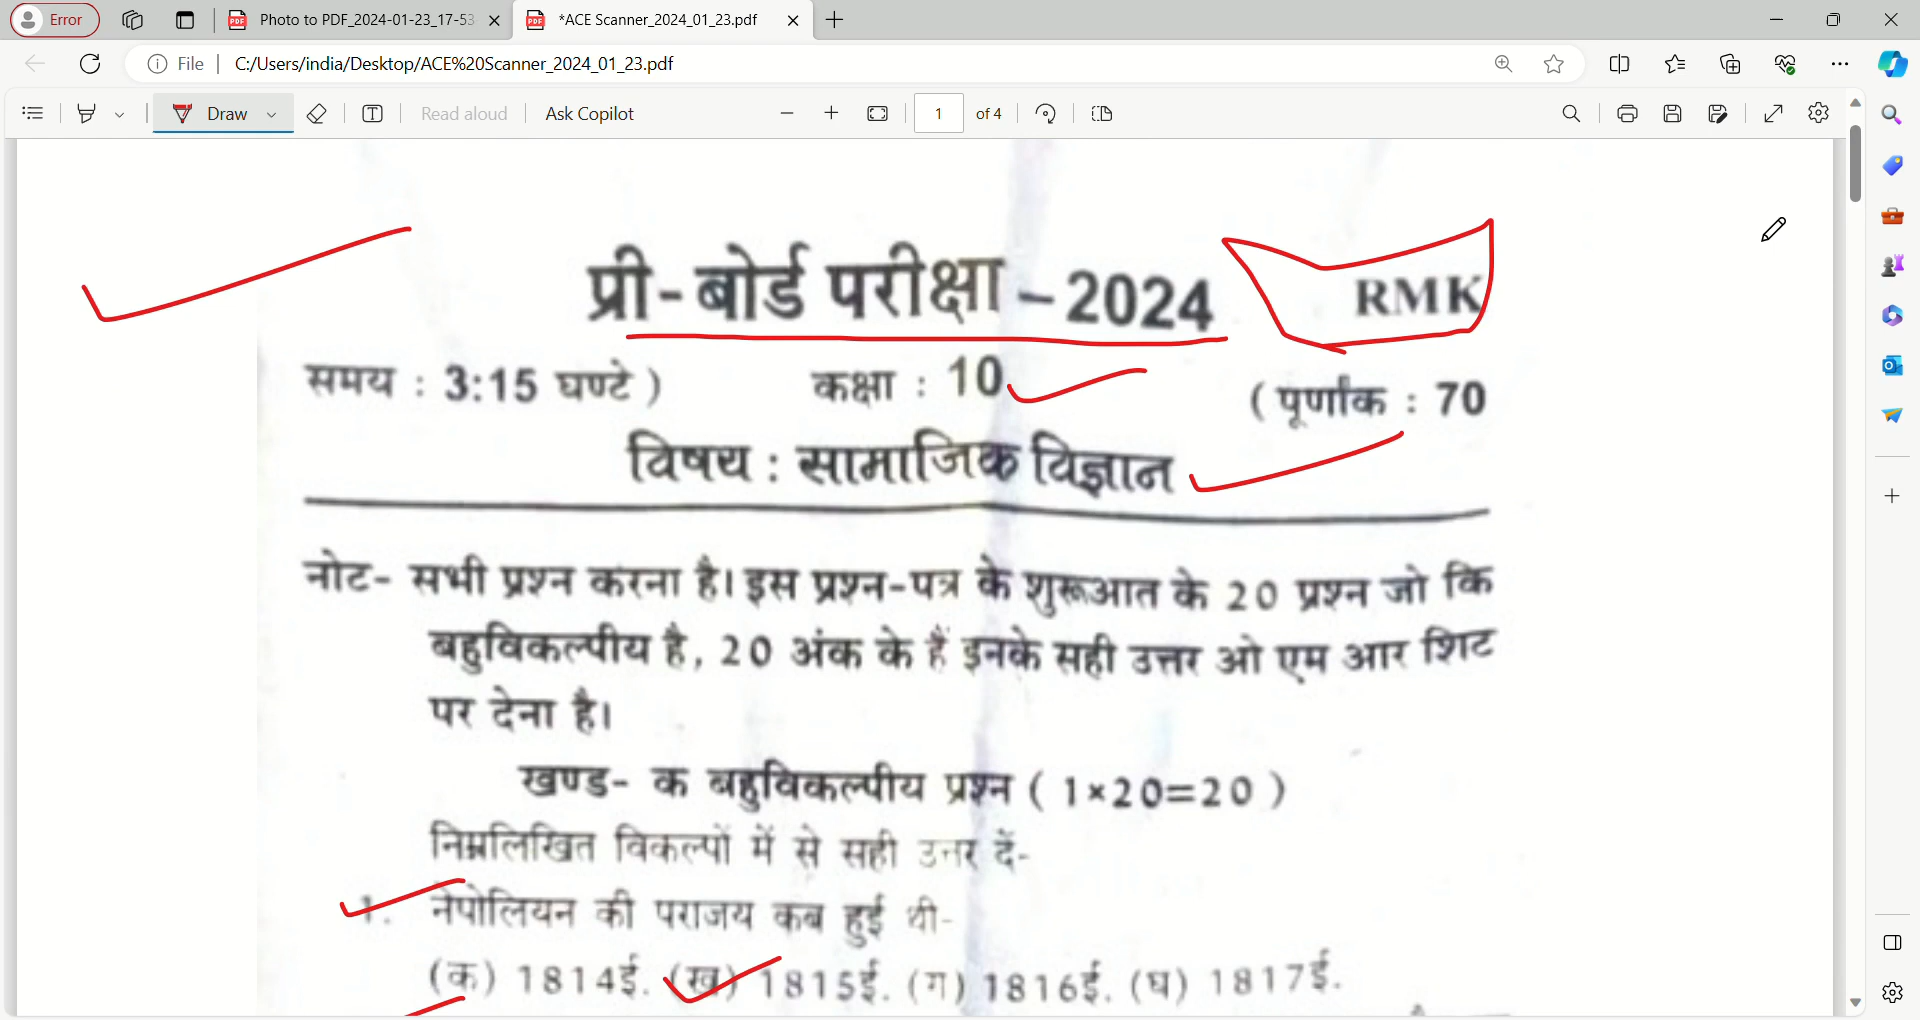 Error
Photo to PDF_2024-01-23_17-53
*ACE Scanner_2024_01_23.pdf
File
C:/Users/india/Desktop/ACE%20Scanner_2024_01_23.pdf
Draw
Read aloud
Ask Copilot
1 of 4
प्री-बोर्ड परीक्षा – 2024 RMK
समय : 3:15 घण्टे ) कक्षा : 10 ( पूर्णांक : 70
विषय : सामाजिक विज्ञान
नोट- सभी प्रश्न करना है। इस प्रश्न-पत्र के शुरूआत के 20 प्रश्न जो कि
बहुविकल्पीय है, 20 अंक के हैं इनके सही उत्तर ओ एम आर शिट
पर देना है।
खण्ड- क बहुविकल्पीय प्रश्न ( 1×20=20 )
निम्नलिखित विकल्पों में से सही उत्तर दें-
1. नेपोलियन की पराजय कब हुई थी-
(क) 1814ई. (ख) 1815ई. (ग) 1816ई. (घ) 1817ई.